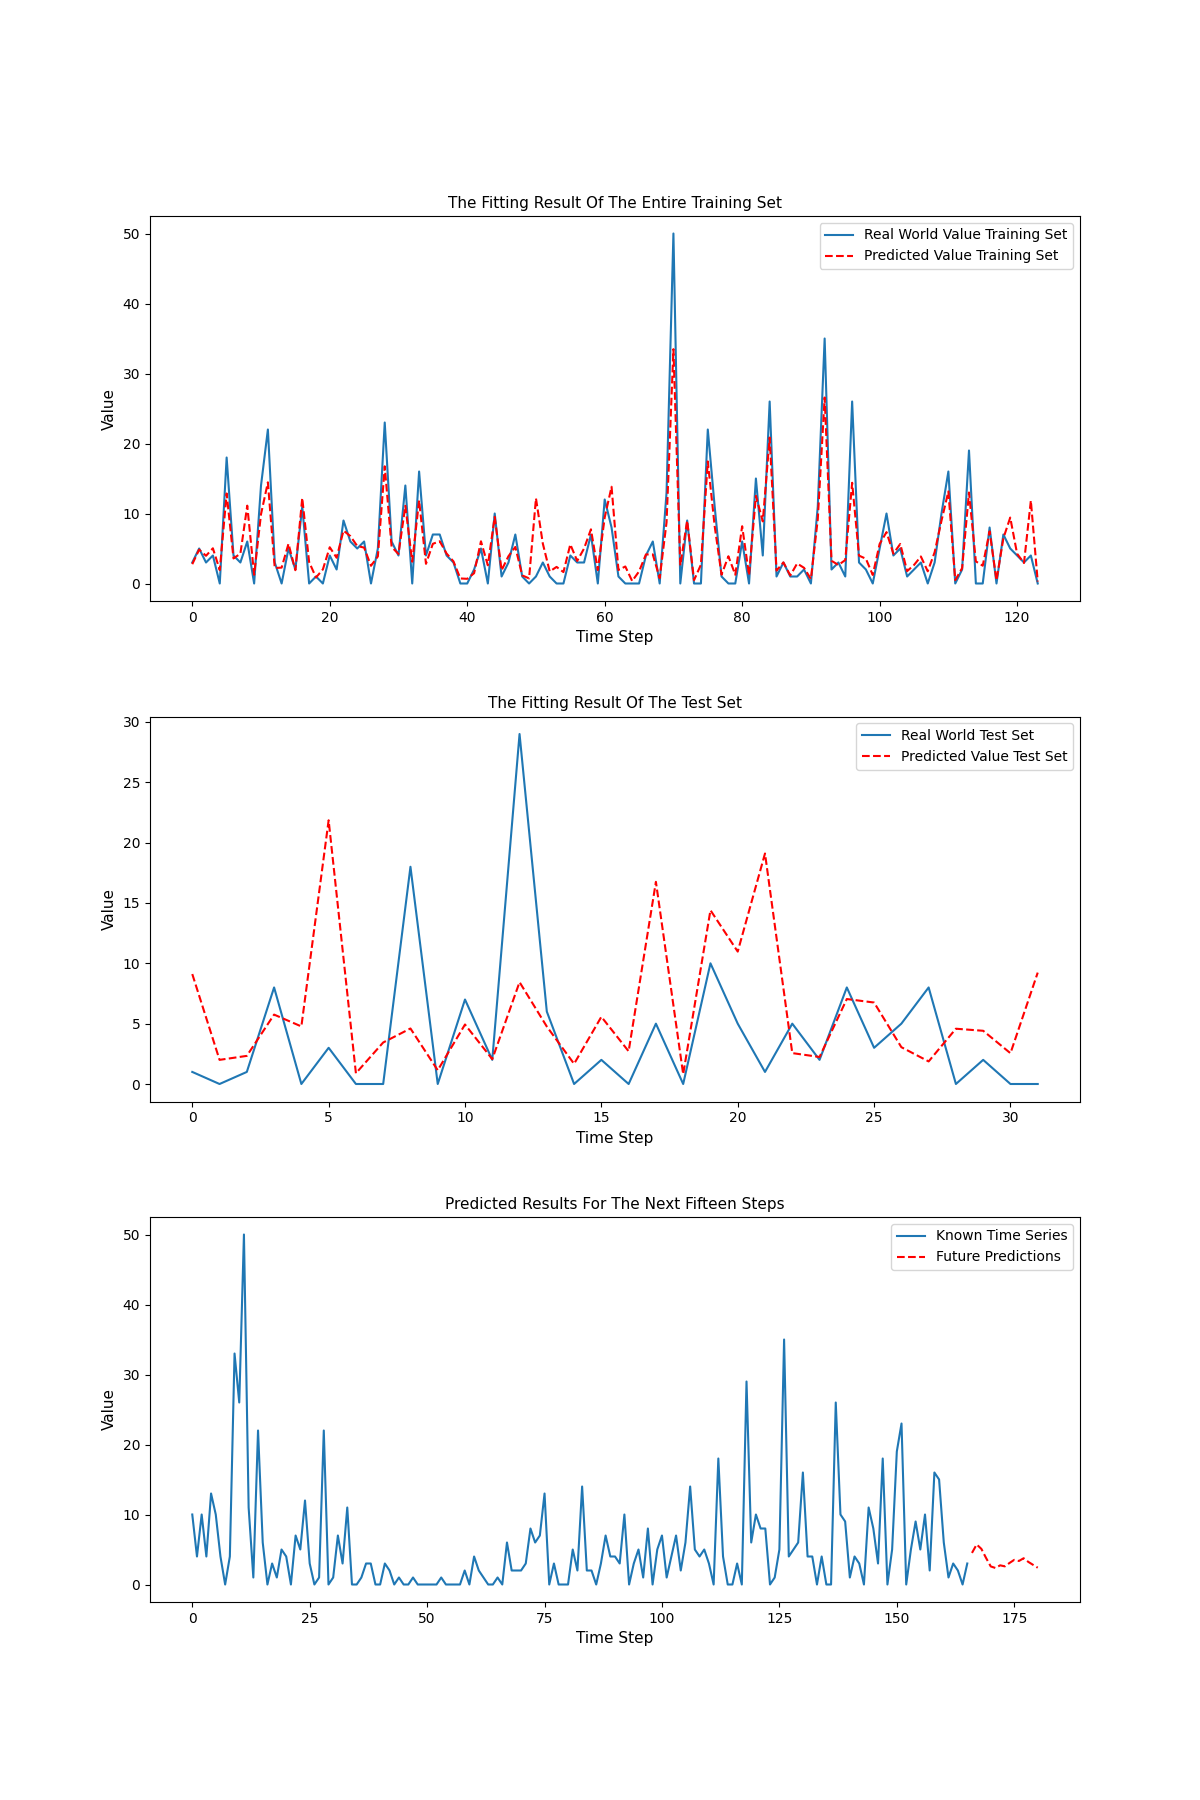 The Fitting Result Of The Entire Training Set
Real World Value Training Set
Predicted Value Training Set
50
40
30
20
10
0
Value
0 20 40 60 80 100 120
Time Step
The Fitting Result Of The Test Set
Real World Test Set
Predicted Value Test Set
30
25
20
15
10
5
0
Value
0 5 10 15 20 25 30
Time Step
Predicted Results For The Next Fifteen Steps
Known Time Series
Future Predictions
50
40
30
20
10
0
Value
0 25 50 75 100 125 150 175
Time Step